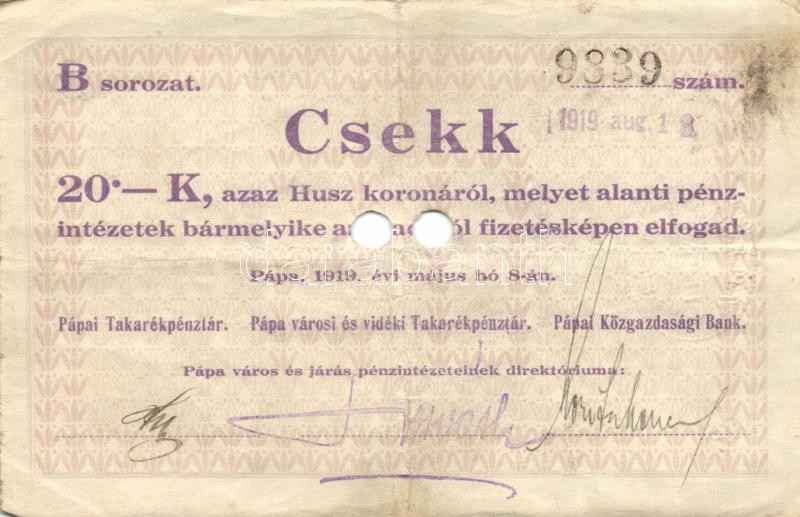 B sorozat. 9839 szám.
Csekk
1919 aug. 1
20·— K, azaz Husz koronáról, melyet alanti pénz-
intézetek bármelyike fizetésképen elfogad.
Pápa, 1919. évi május hó 8-án.
Pápai Takarékpénztár. Pápa városi és vidéki Takarékpénztár. Pápai Közgazdasági Bank.
Pápa város és járás pénzintézeteinek direktóriuma: